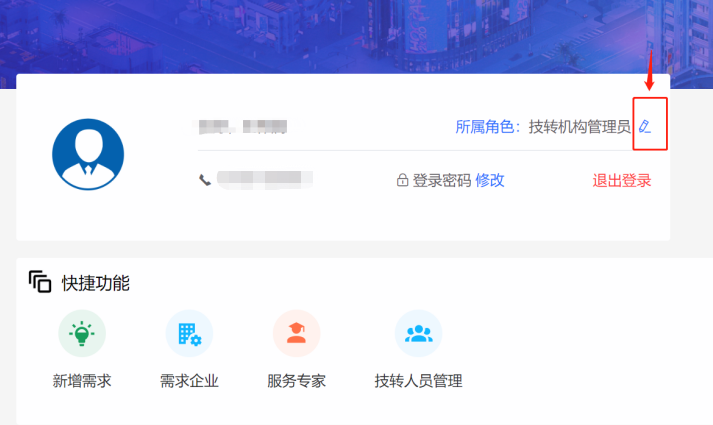 所属角色：技转机构管理员
登录密码 修改
退出登录
快捷功能
新增需求
需求企业
服务专家
技转人员管理